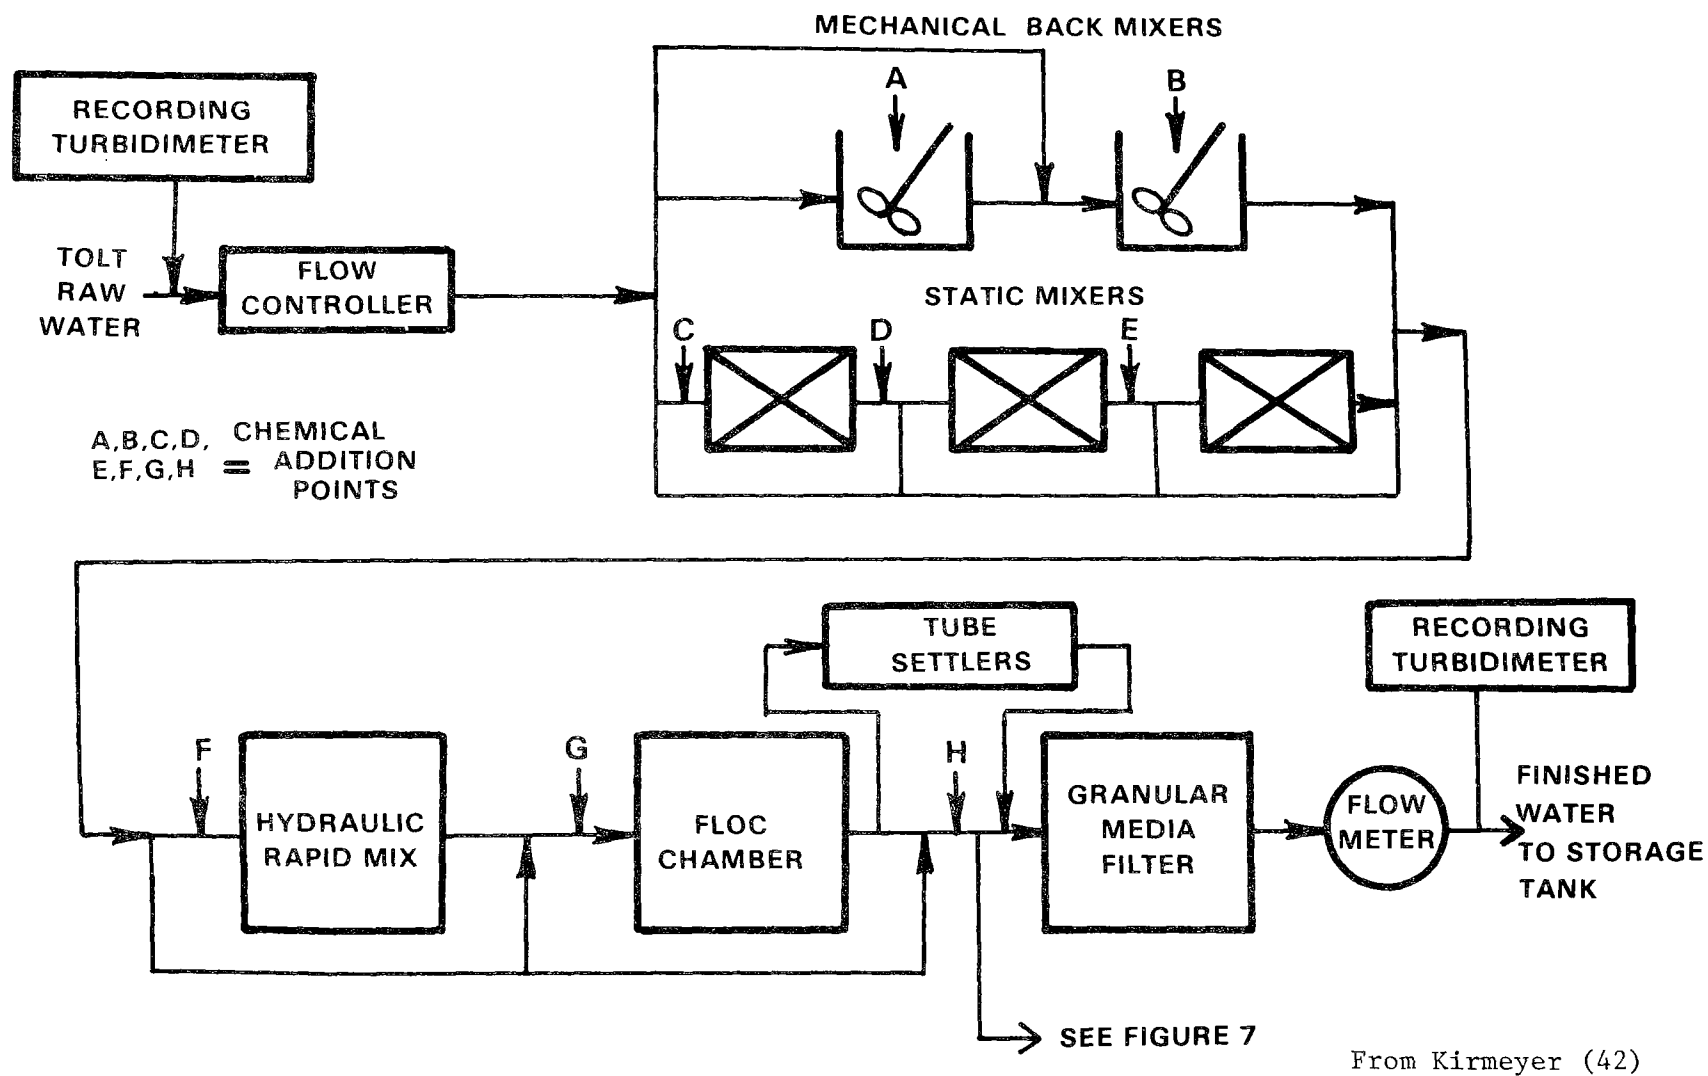 MECHANICAL BACK MIXERS
RECORDING
TURBIDIMETER
A
B
TOLT
RAW
WATER
FLOW
CONTROLLER
STATIC MIXERS
C
D
E
A,B,C,D, CHEMICAL
E,F,G,H = ADDITION
POINTS
TUBE
SETTLERS
RECORDING
TURBIDIMETER
F
G
H
HYDRAULIC
RAPID MIX
FLOC
CHAMBER
GRANULAR
MEDIA
FILTER
FLOW
METER
FINISHED
WATER
TO STORAGE
TANK
SEE FIGURE 7
From Kirmeyer (42)